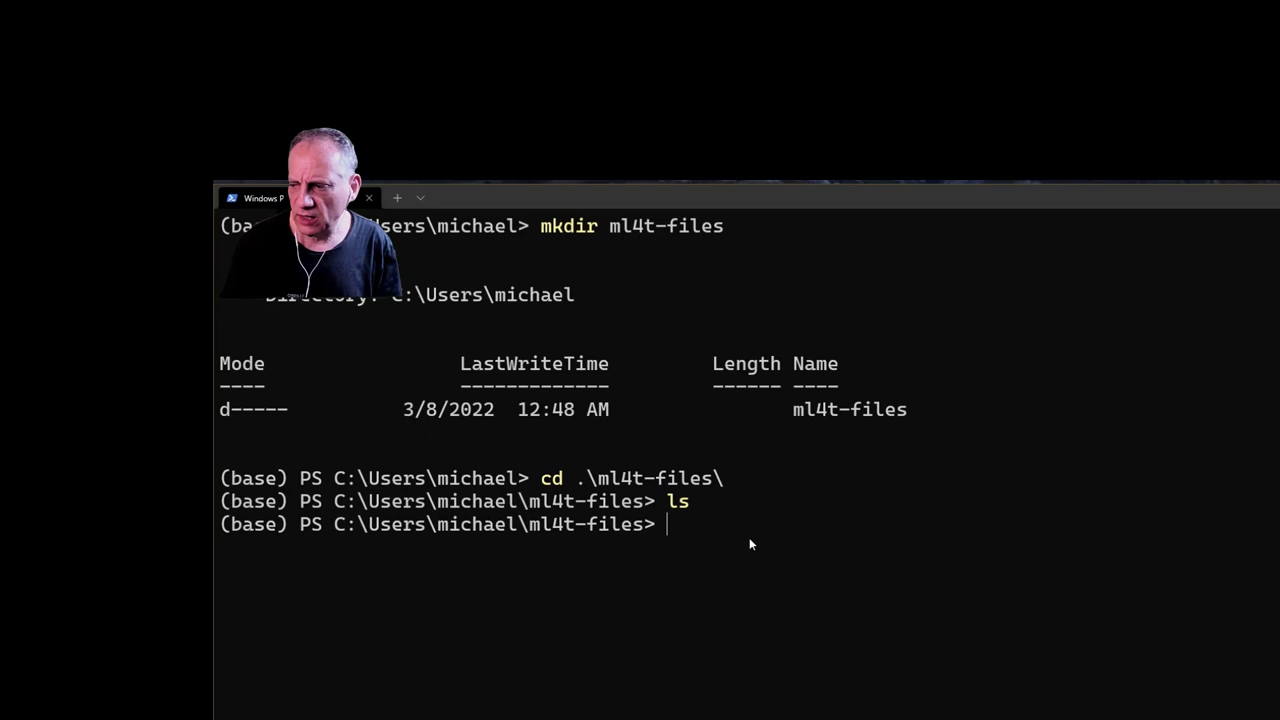 Windows P
(ba sers\michael> mkdir ml4t-files
Directory: C:\Users\michael
Mode LastWriteTime Length Name
---- ------------- ------ ----
d----- 3/8/2022 12:48 AM ml4t-files
(base) PS C:\Users\michael> cd .\ml4t-files\
(base) PS C:\Users\michael\ml4t-files> ls
(base) PS C:\Users\michael\ml4t-files>